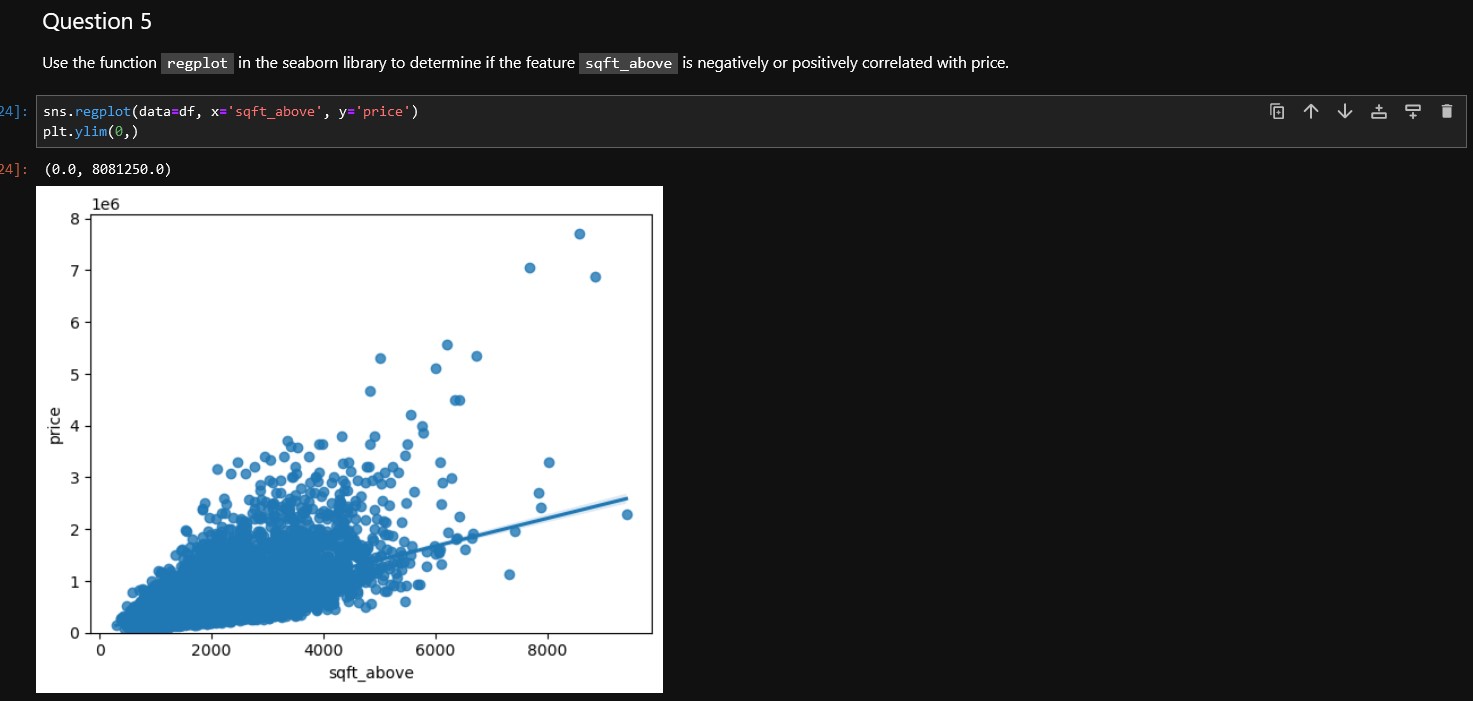 Question 5
Use the function regplot in the seaborn library to determine if the feature sqft_above is negatively or positively correlated with price.
24]: sns.regplot(data=df, x='sqft_above', y='price')
plt.ylim(0,)
24]: (0.0, 8081250.0)
1e6
8
7
6
5
4
3
2
1
0
price
0 2000 4000 6000 8000
sqft_above